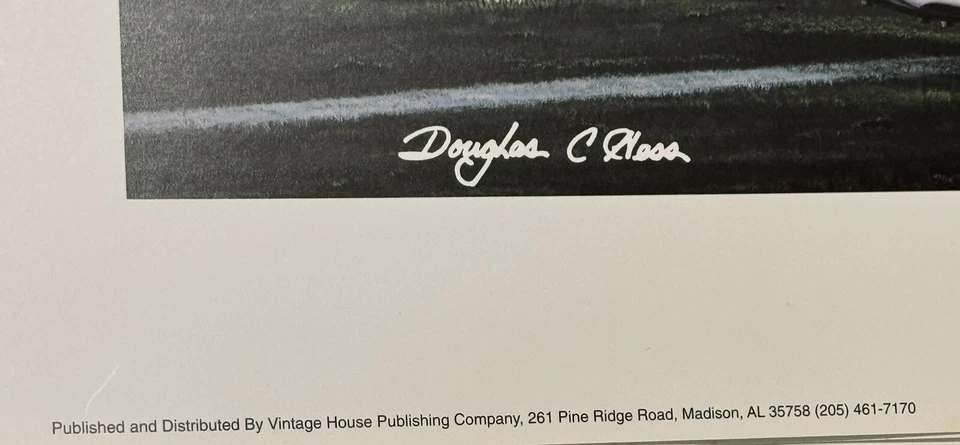 Douglas C Hess
Published and Distributed By Vintage House Publishing Company, 261 Pine Ridge Road, Madison, AL 35758 (205) 461-7170